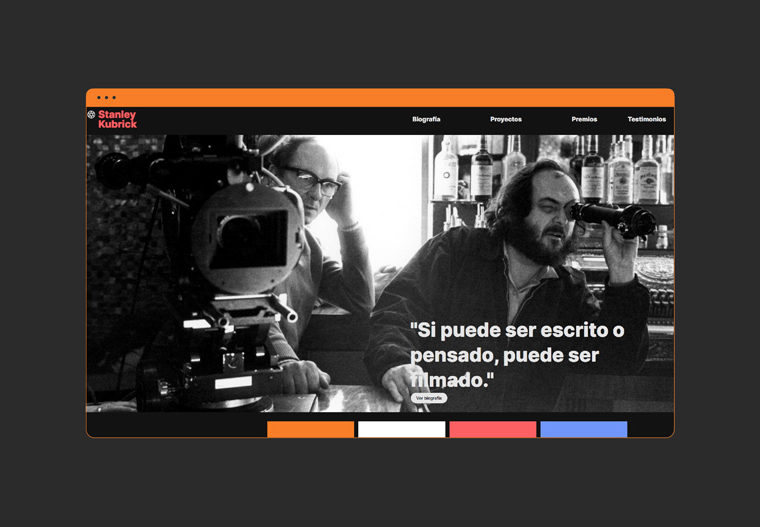 Stanley
Kubrick
Biografía
Proyectos
Premios
Testimonios
"Si puede ser escrito o
pensado, puede ser
filmado."
Ver biografía